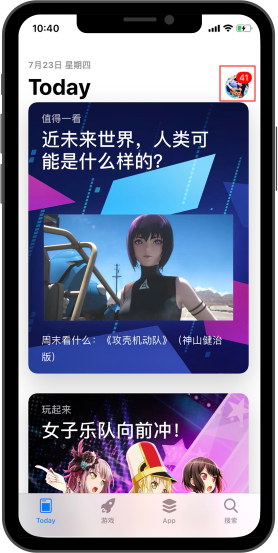 10:40
7月23日 星期四
Today
41
值得一看
近未来世界，人类可
能是什么样的？
周末看什么：《攻壳机动队》（神山健治
版）
玩起来
女子乐队向前冲！
Today
游戏
App
搜索